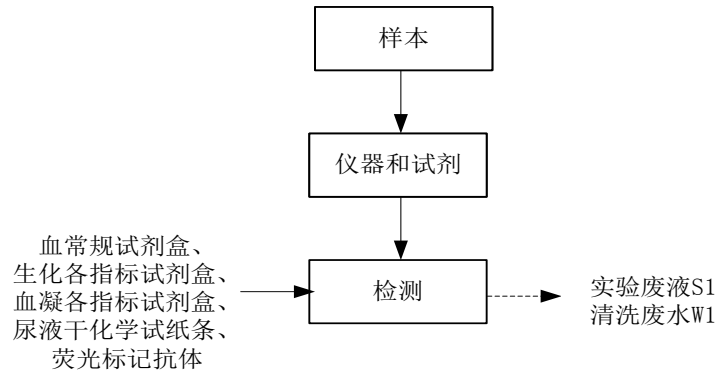 样本
仪器和试剂
血常规试剂盒、
生化各指标试剂盒、
血凝各指标试剂盒、
尿液干化学试纸条、
荧光标记抗体
检测
实验废液S1
清洗废水W1